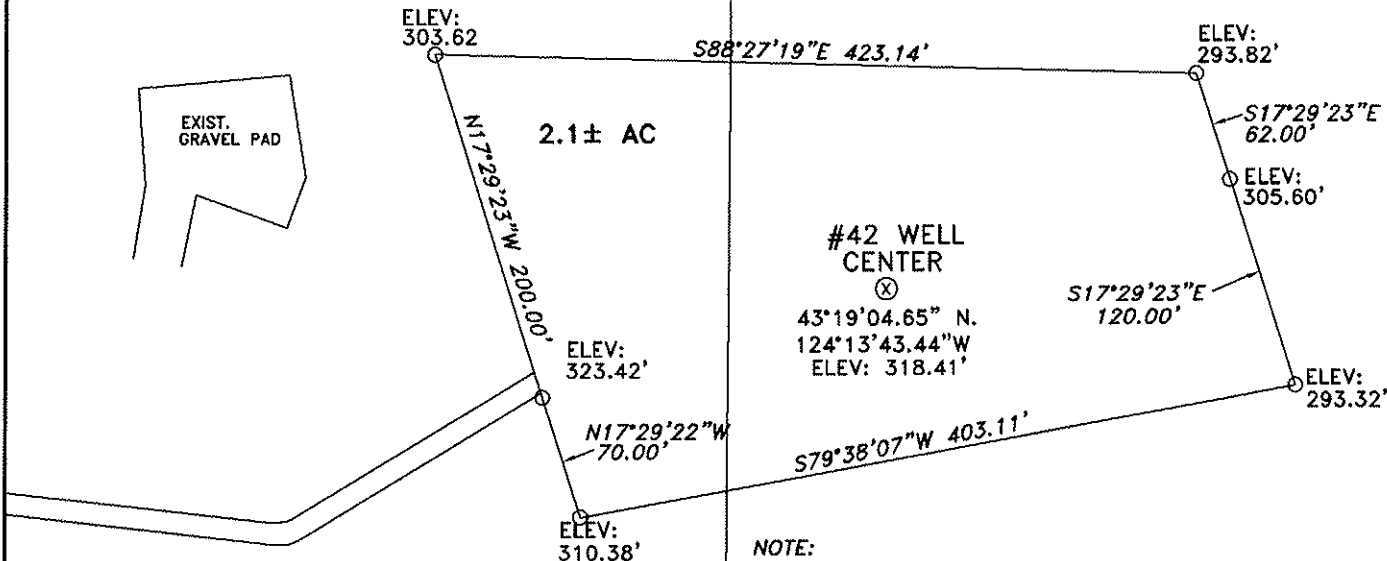 ELEV:
303.62
S88°27'19"E 423.14'
ELEV:
293.82'
EXIST.
GRAVEL PAD
N17°29'23"W 200.00'
2.1± AC
S17°29'23"E
62.00'
ELEV:
305.60'
#42 WELL
CENTER
X
43°19'04.65" N.
124°13'43.44"W
ELEV: 318.41'
S17°29'23"E
120.00'
ELEV:
323.42'
ELEV:
293.32'
N17°29'22"W
70.00'
S79°38'07"W 403.11'
ELEV:
310.38'
NOTE: